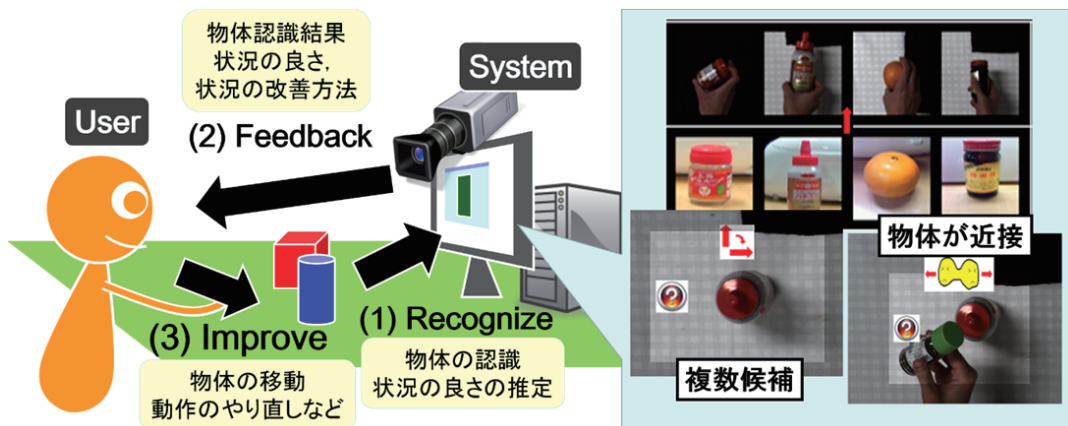 物体認識結果
状況の良さ,
状況の改善方法
System
User
(2) Feedback
(1) Recognize
物体の認識
状況の良さの推定
(3) Improve
物体の移動
動作のやり直しなど
物体が近接
?
?
複数候補